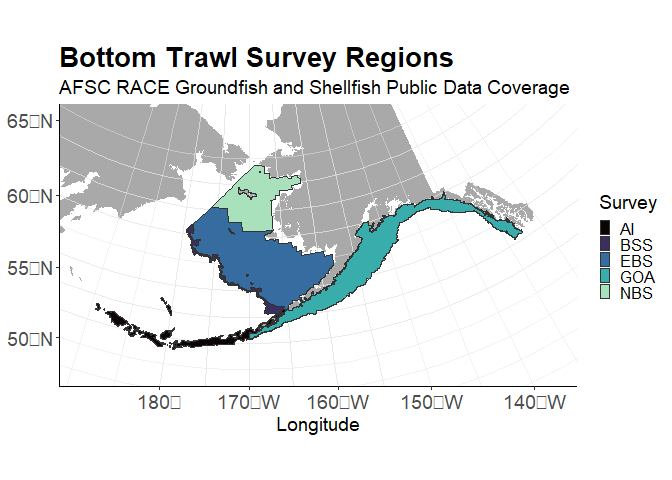 Bottom Trawl Survey Regions
AFSC RACE Groundfish and Shellfish Public Data Coverage
65▯N
60▯N
55▯N
50▯N
180▯
170▯W
160▯W
150▯W
140▯W
Longitude
Survey
AI
BSS
EBS
GOA
NBS